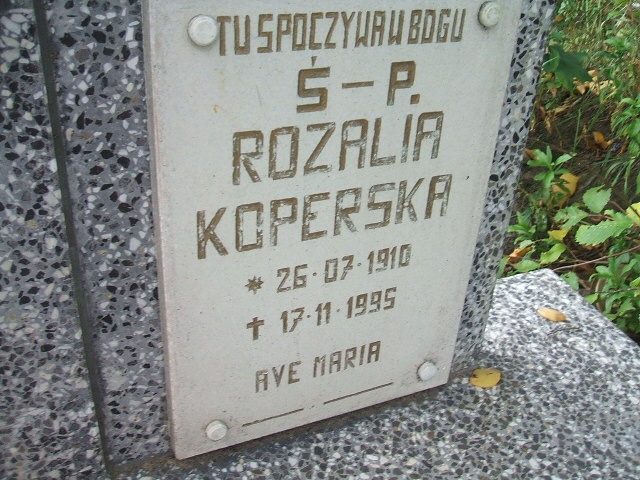 TU SPOCZYWA W BOGU
Ś – P.
ROZALIA
KOPERSKA
* 26·07·1910
† 17·11·1995
AVE MARIA